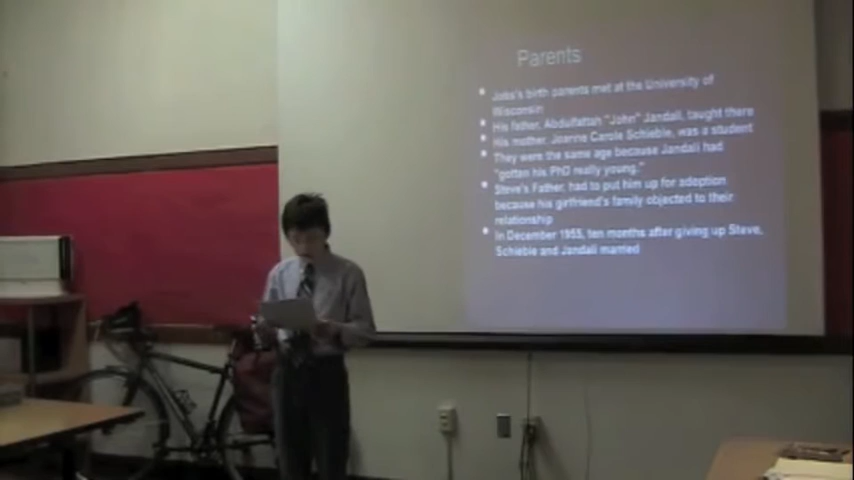 Parents
Jobs's birth parents met at the University of
Wisconsin
His father, Abdulfattah "John" Jandali, taught there
His mother, Joanne Carole Schieble, was a student
They were the same age because Jandali had
"gotten his PhD really young."
Steve's Father, had to put him up for adoption
because his girlfriend's family objected to their
relationship
In December 1955, ten months after giving up Steve,
Schieble and Jandali married